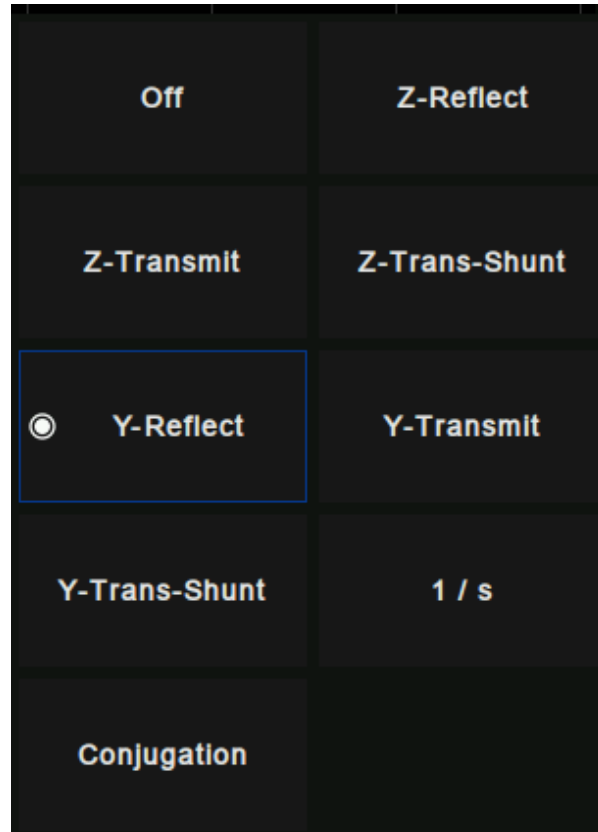 Off
Z-Reflect
Z-Transmit
Z-Trans-Shunt
Y-Reflect
Y-Transmit
Y-Trans-Shunt
1 / s
Conjugation